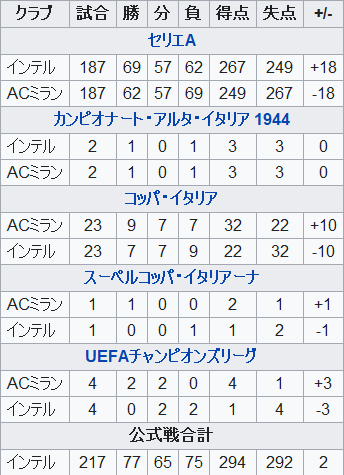 クラブ 試合 勝 分 負 得点 失点 +/-
セリエA
インテル 187 69 57 62 267 249 +18
ACミラン 187 62 57 69 249 267 -18
カンピオナート・アルタ・イタリア 1944
インテル 2 1 0 1 3 3 0
ACミラン 2 1 0 1 3 3 0
コッパ・イタリア
ACミラン 23 9 7 7 32 22 +10
インテル 23 7 7 9 22 32 -10
スーペルコッパ・イタリアーナ
ACミラン 1 1 0 0 2 1 +1
インテル 1 0 0 1 1 2 -1
UEFAチャンピオンズリーグ
ACミラン 4 2 2 0 4 1 +3
インテル 4 0 2 2 1 4 -3
公式戦合計
インテル 217 77 65 75 294 292 2